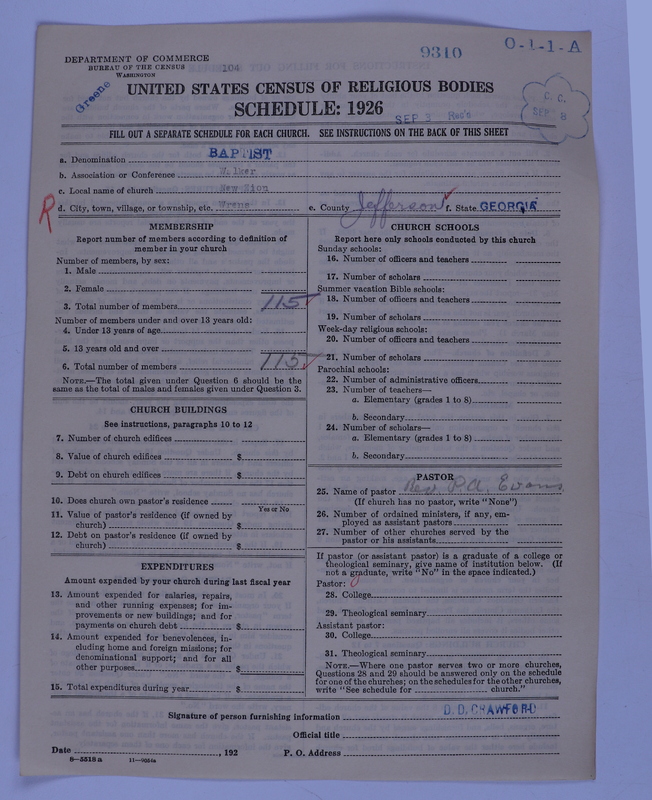 9310
O-1-1-A
DEPARTMENT OF COMMERCE
BUREAU OF THE CENSUS
WASHINGTON
104
Greene
UNITED STATES CENSUS OF RELIGIOUS BODIES
SCHEDULE: 1926
SEP 3 Rec'd
C. C.
SEP 8
FILL OUT A SEPARATE SCHEDULE FOR EACH CHURCH. SEE INSTRUCTIONS ON THE BACK OF THIS SHEET
a. Denomination BAPTIST
b. Association or Conference Walker
c. Local name of church New Zion
R
d. City, town, village, or township, etc. Wrens e. County Jefferson f. State GEORGIA
MEMBERSHIP
Report number of members according to definition of
member in your church
Number of members, by sex:
1. Male
2. Female
3. Total number of members 115
Number of members under and over 13 years old:
4. Under 13 years of age
5. 13 years old and over
6. Total number of members 115
NOTE.—The total given under Question 6 should be the
same as the total of males and females given under Question 3.
CHURCH BUILDINGS
See instructions, paragraphs 10 to 12
7. Number of church edifices
8. Value of church edifices $
9. Debt on church edifices $
10. Does church own pastor's residence
Yes or No
11. Value of pastor's residence (if owned by
church) $
12. Debt on pastor's residence (if owned by
church) $
EXPENDITURES
Amount expended by your church during last fiscal year
13. Amount expended for salaries, repairs,
and other running expenses; for im-
provements or new buildings; and for
payments on church debt $
14. Amount expended for benevolences, in-
cluding home and foreign missions; for
denominational support; and for all
other purposes $
15. Total expenditures during year $
CHURCH SCHOOLS
Report here only schools conducted by this church
Sunday schools:
16. Number of officers and teachers
17. Number of scholars
Summer vacation Bible schools:
18. Number of officers and teachers
19. Number of scholars
Week-day religious schools:
20. Number of officers and teachers
21. Number of scholars
Parochial schools:
22. Number of administrative officers
23. Number of teachers—
a. Elementary (grades 1 to 8)
b. Secondary
24. Number of scholars—
a. Elementary (grades 1 to 8)
b. Secondary
PASTOR
25. Name of pastor Rev P.A. Evans
(If church has no pastor, write "None")
26. Number of ordained ministers, if any, em-
ployed as assistant pastors
27. Number of other churches served by the
pastor or his assistants
If pastor (or assistant pastor) is a graduate of a college or
theological seminary, give name of institution below. (If
not a graduate, write "No" in the space indicated.)
Pastor:
28. College
29. Theological seminary
Assistant pastor:
30. College
31. Theological seminary
NOTE.—Where one pastor serves two or more churches,
Questions 28 and 29 should be answered only on the schedule
for one of the churches; on the schedules for the other churches,
write "See schedule for church."
Signature of person furnishing information D. D. CRAWFORD
Official title
Date , 192 P. O. Address
8—5518 a 11—9054a